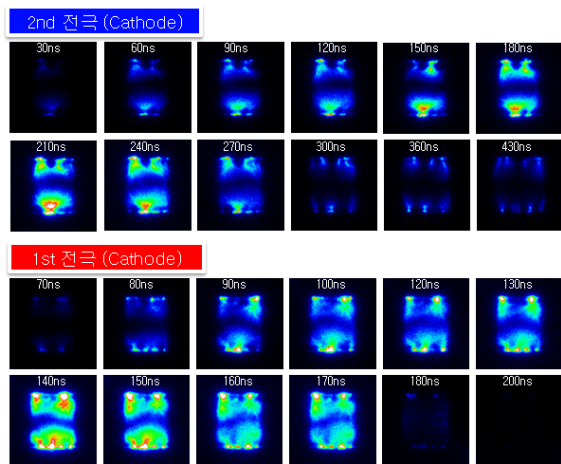 2nd 전극 (Cathode)
30ns 60ns 90ns 120ns 150ns 180ns
210ns 240ns 270ns 300ns 360ns 430ns
1st 전극 (Cathode)
70ns 80ns 90ns 100ns 120ns 130ns
140ns 150ns 160ns 170ns 180ns 200ns